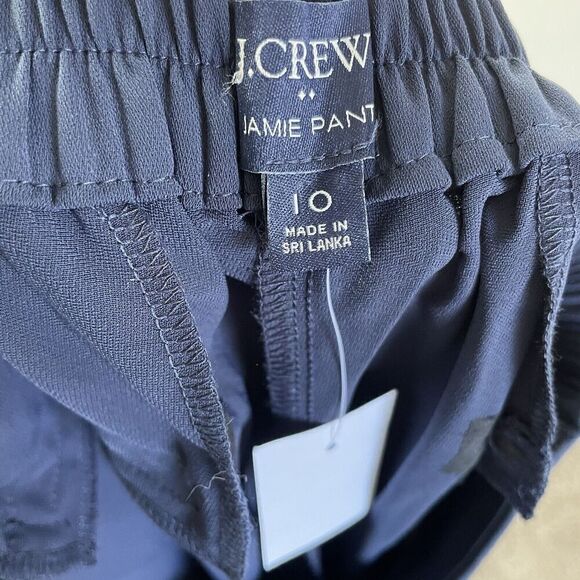 J.CREW
JAMIE PANT
10
MADE IN
SRI LANKA